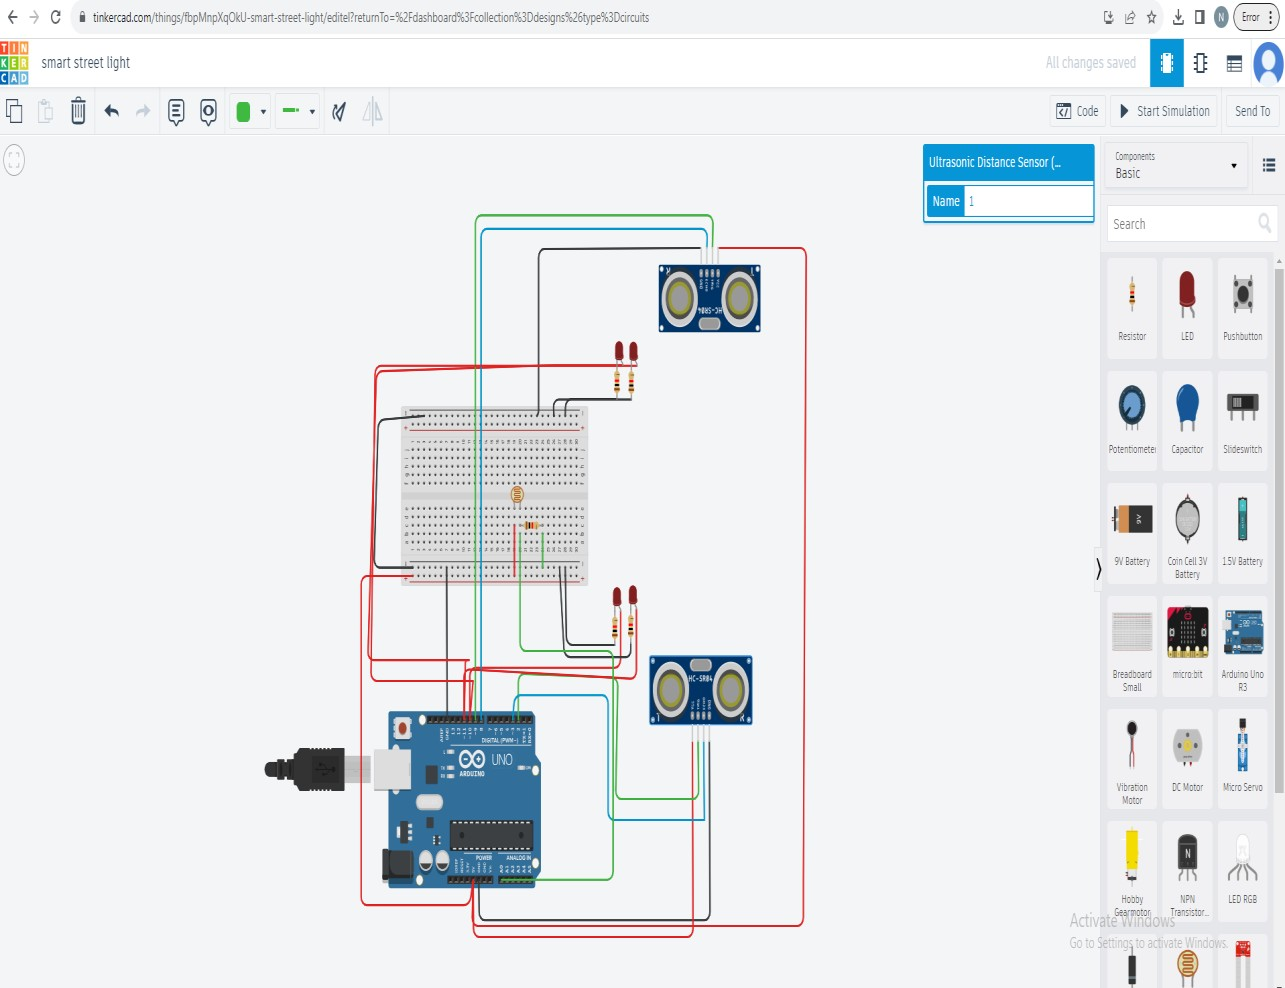 tinkercad.com/things/fbpMnpXqOkU-smart-street-light/editel?returnTo=%2Fdashboard%3Fcollection%3Ddesigns%26type%3Dcircuits
N
Error
TIN
KER
CAD
smart street light
All changes saved
Code
Start Simulation
Send To
Ultrasonic Distance Sensor (...
Name 1
Components
Basic
Search
Resistor
LED
Pushbutton
Potentiomete
Capacitor
Slideswitch
9V
9V Battery
Coin Cell 3V
Battery
1.5V Battery
Breadboard
Small
micro:bit
Arduino Uno
R3
Vibration
Motor
DC Motor
Micro Servo
N
Hobby
Gearmotor
NPN
Transistor...
LED RGB
HC-SR04
HC-SR04
DIGITAL (PWM~)
UNO
ARDUINO
POWER
ANALOG IN
Activate Windows
Go to Settings to activate Windows.